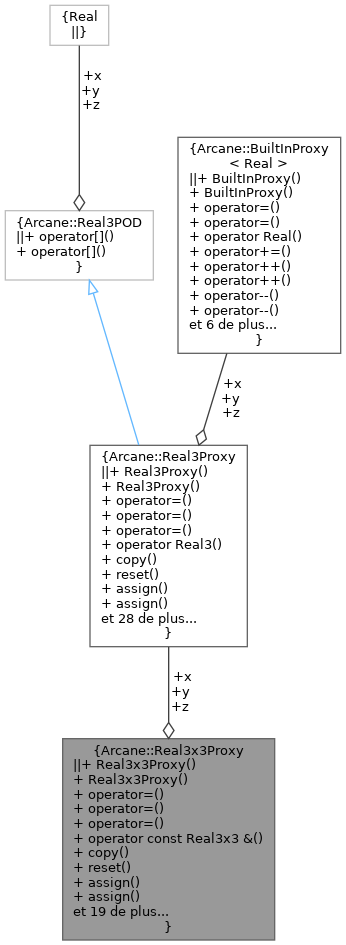 {Real
||}
+x
+y
+z
{Arcane::BuiltInProxy
< Real >
||+ BuiltInProxy()
+ BuiltInProxy()
+ operator=()
+ operator=()
+ operator Real()
+ operator+=()
+ operator++()
+ operator++()
+ operator--()
+ operator--()
et 6 de plus...
}
{Arcane::Real3POD
||+ operator[]()
+ operator[]()
}
+x
+y
+z
{Arcane::Real3Proxy
||+ Real3Proxy()
+ Real3Proxy()
+ operator=()
+ operator=()
+ operator=()
+ operator Real3()
+ copy()
+ reset()
+ assign()
+ assign()
et 28 de plus...
}
+x
+y
+z
{Arcane::Real3x3Proxy
||+ Real3x3Proxy()
+ Real3x3Proxy()
+ operator=()
+ operator=()
+ operator=()
+ operator const Real3x3 &()
+ copy()
+ reset()
+ assign()
+ assign()
et 19 de plus...
}